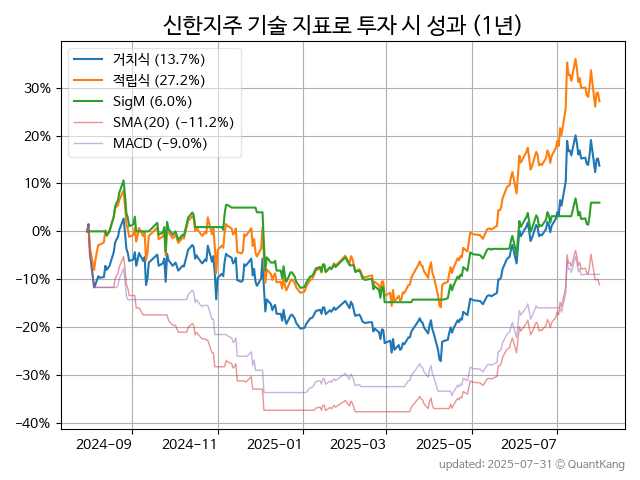 신한지주 기술 지표로 투자 시 성과 (1년)
거치식 (13.7%)
적립식 (27.2%)
SigM (6.0%)
SMA(20) (−11.2%)
MACD (−9.0%)
30%
20%
10%
0%
−10%
−20%
−30%
−40%
2024-09 2024-11 2025-01 2025-03 2025-05 2025-07
updated: 2025-07-31 © QuantKang